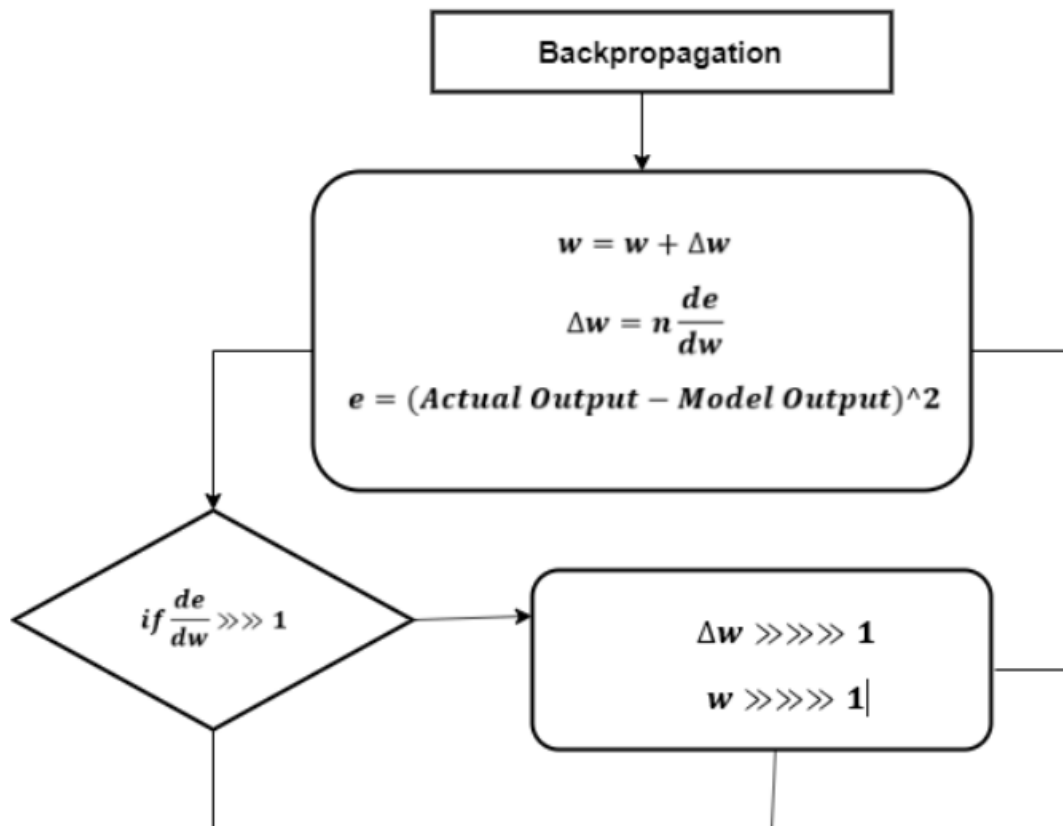 Backpropagation
w = w + Δw
Δw = n de/dw
e = (Actual Output − Model Output)^2
if de/dw ⋙ 1
Δw ⋙⋙ 1
w ⋙⋙ 1